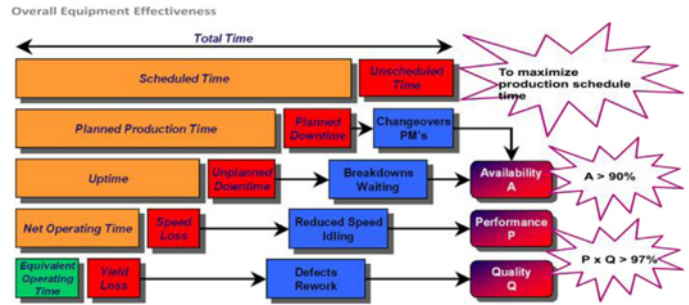 Overall Equipment Effectiveness
Total Time
Scheduled Time
Unscheduled
Time
To maximize
production schedule
time
Planned Production Time
Planned
Downtime
Changeovers
PM's
Uptime
Unplanned
Downtime
Breakdowns
Waiting
Availability
A
A > 90%
Net Operating Time
Speed
Loss
Reduced Speed
Idling
Performance
P
P x Q > 97%
Equivalent
Operating
Time
Yield
Loss
Defects
Rework
Quality
Q